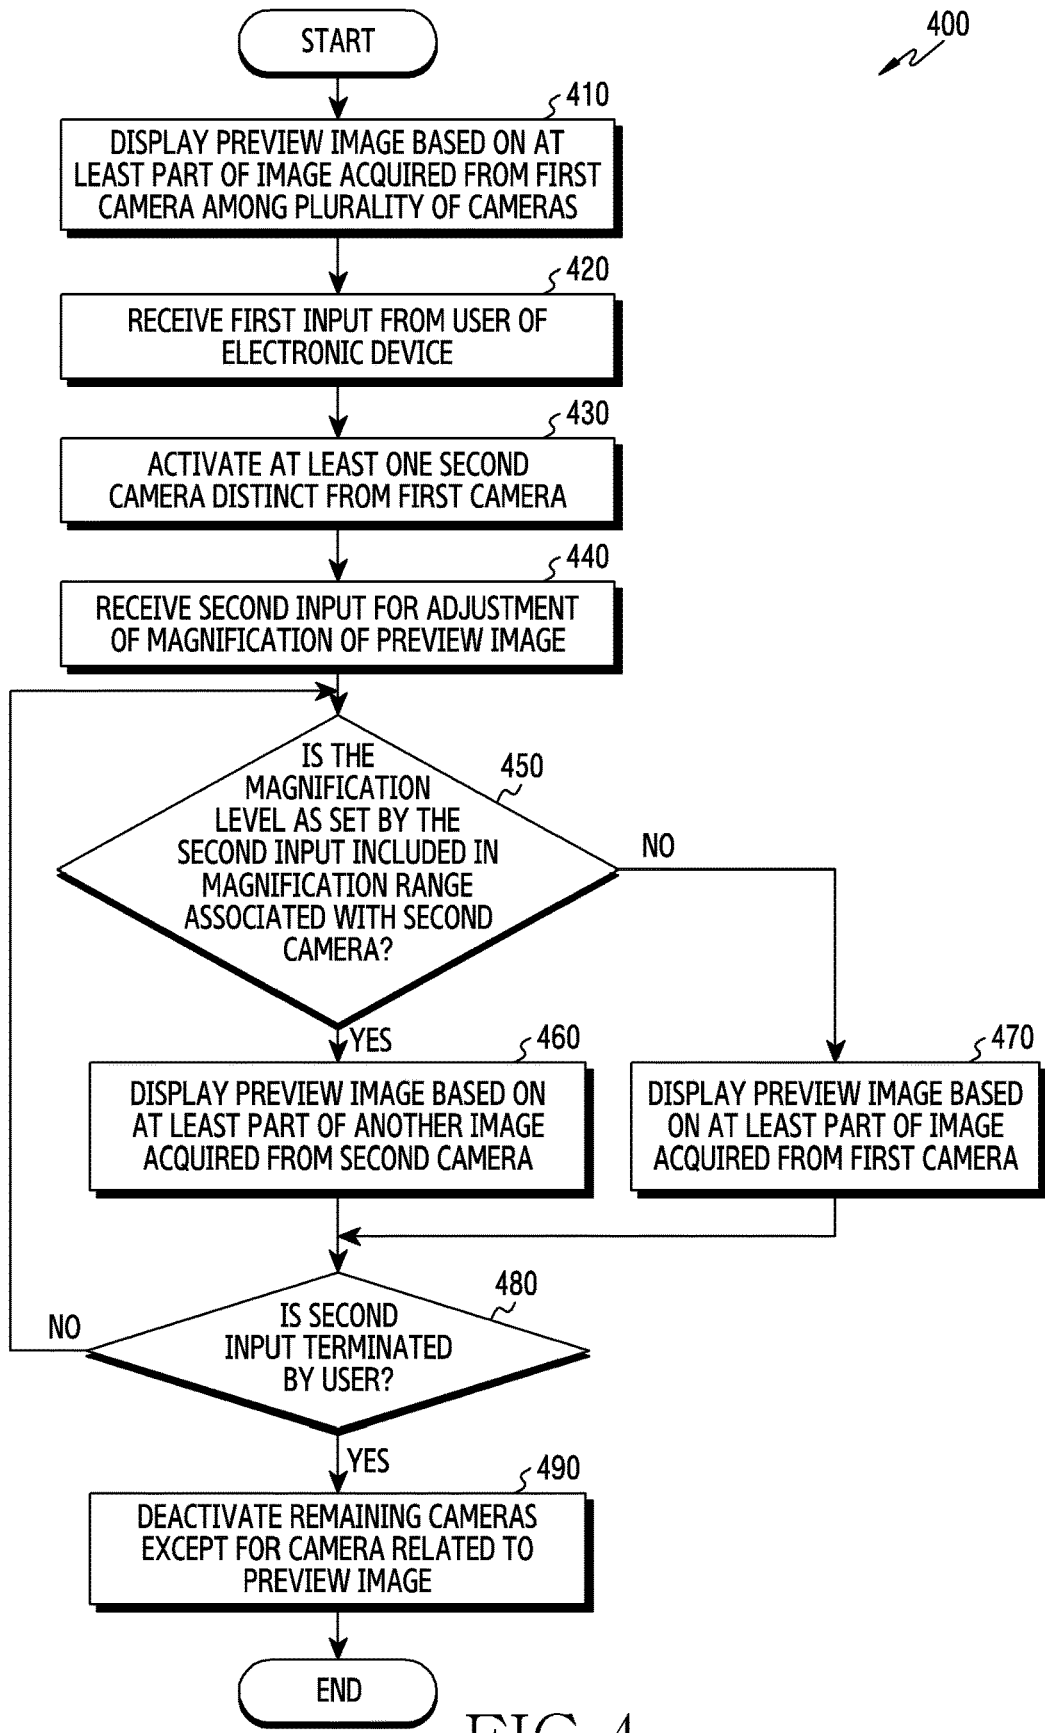 START
400
410
DISPLAY PREVIEW IMAGE BASED ON AT
LEAST PART OF IMAGE ACQUIRED FROM FIRST
CAMERA AMONG PLURALITY OF CAMERAS
420
RECEIVE FIRST INPUT FROM USER OF
ELECTRONIC DEVICE
430
ACTIVATE AT LEAST ONE SECOND
CAMERA DISTINCT FROM FIRST CAMERA
440
RECEIVE SECOND INPUT FOR ADJUSTMENT
OF MAGNIFICATION OF PREVIEW IMAGE
450
IS THE
MAGNIFICATION
LEVEL AS SET BY THE
SECOND INPUT INCLUDED IN
MAGNIFICATION RANGE
ASSOCIATED WITH SECOND
CAMERA?
NO
YES
460
DISPLAY PREVIEW IMAGE BASED ON
AT LEAST PART OF ANOTHER IMAGE
ACQUIRED FROM SECOND CAMERA
470
DISPLAY PREVIEW IMAGE BASED
ON AT LEAST PART OF IMAGE
ACQUIRED FROM FIRST CAMERA
480
IS SECOND
INPUT TERMINATED
BY USER?
NO
YES
490
DEACTIVATE REMAINING CAMERAS
EXCEPT FOR CAMERA RELATED TO
PREVIEW IMAGE
END
FIG. 4